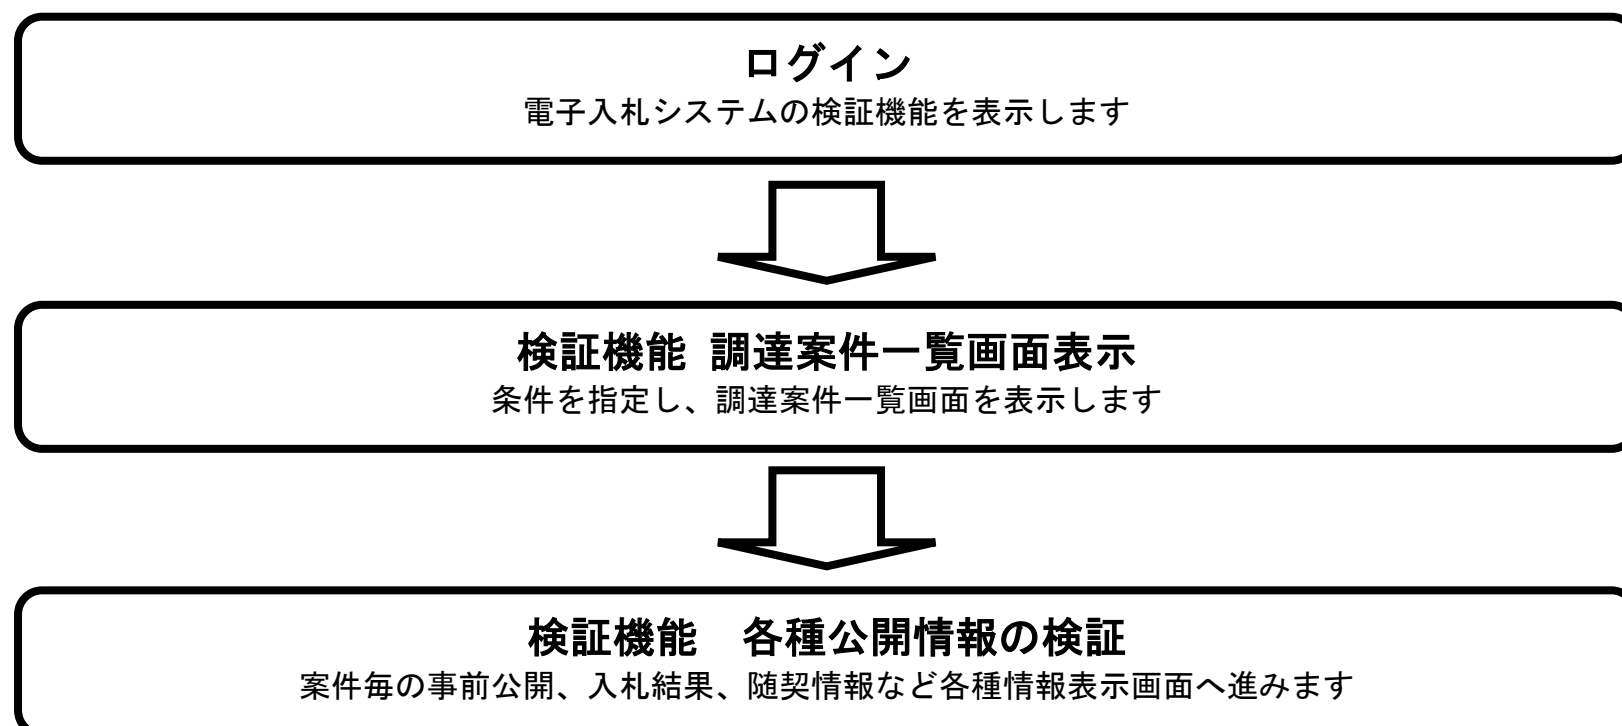 ログイン
電子入札システムの検証機能を表示します
検証機能 調達案件一覧画面表示
条件を指定し、調達案件一覧画面を表示します
検証機能　各種公開情報の検証
案件毎の事前公開、入札結果、随契情報など各種情報表示画面へ進みます